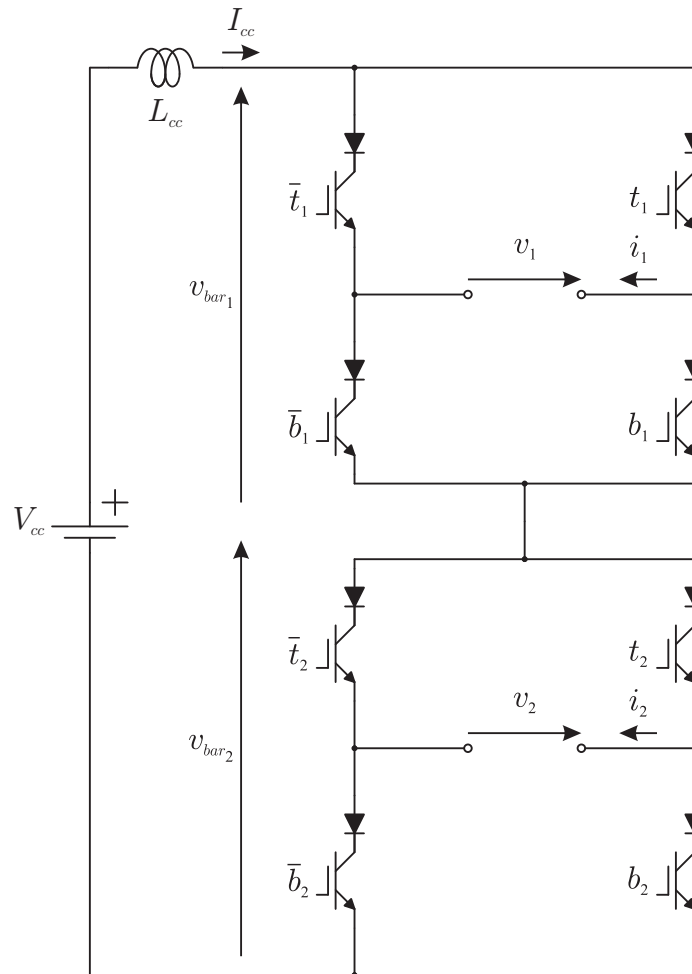 I_cc
L_cc
t̄_1
t_1
v_1
i_1
v_bar_1
b̄_1
b_1
+
V_cc
t̄_2
t_2
v_2
i_2
v_bar_2
b̄_2
b_2